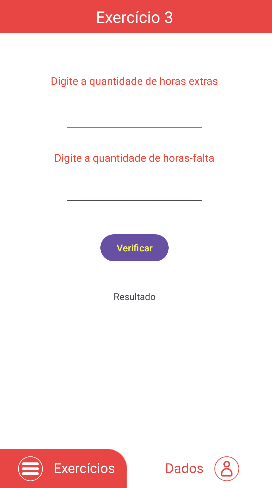 Exercício 3
Digite a quantidade de horas extras
Digite a quantidade de horas-falta
Verificar
Resultado
Exercícios
Dados